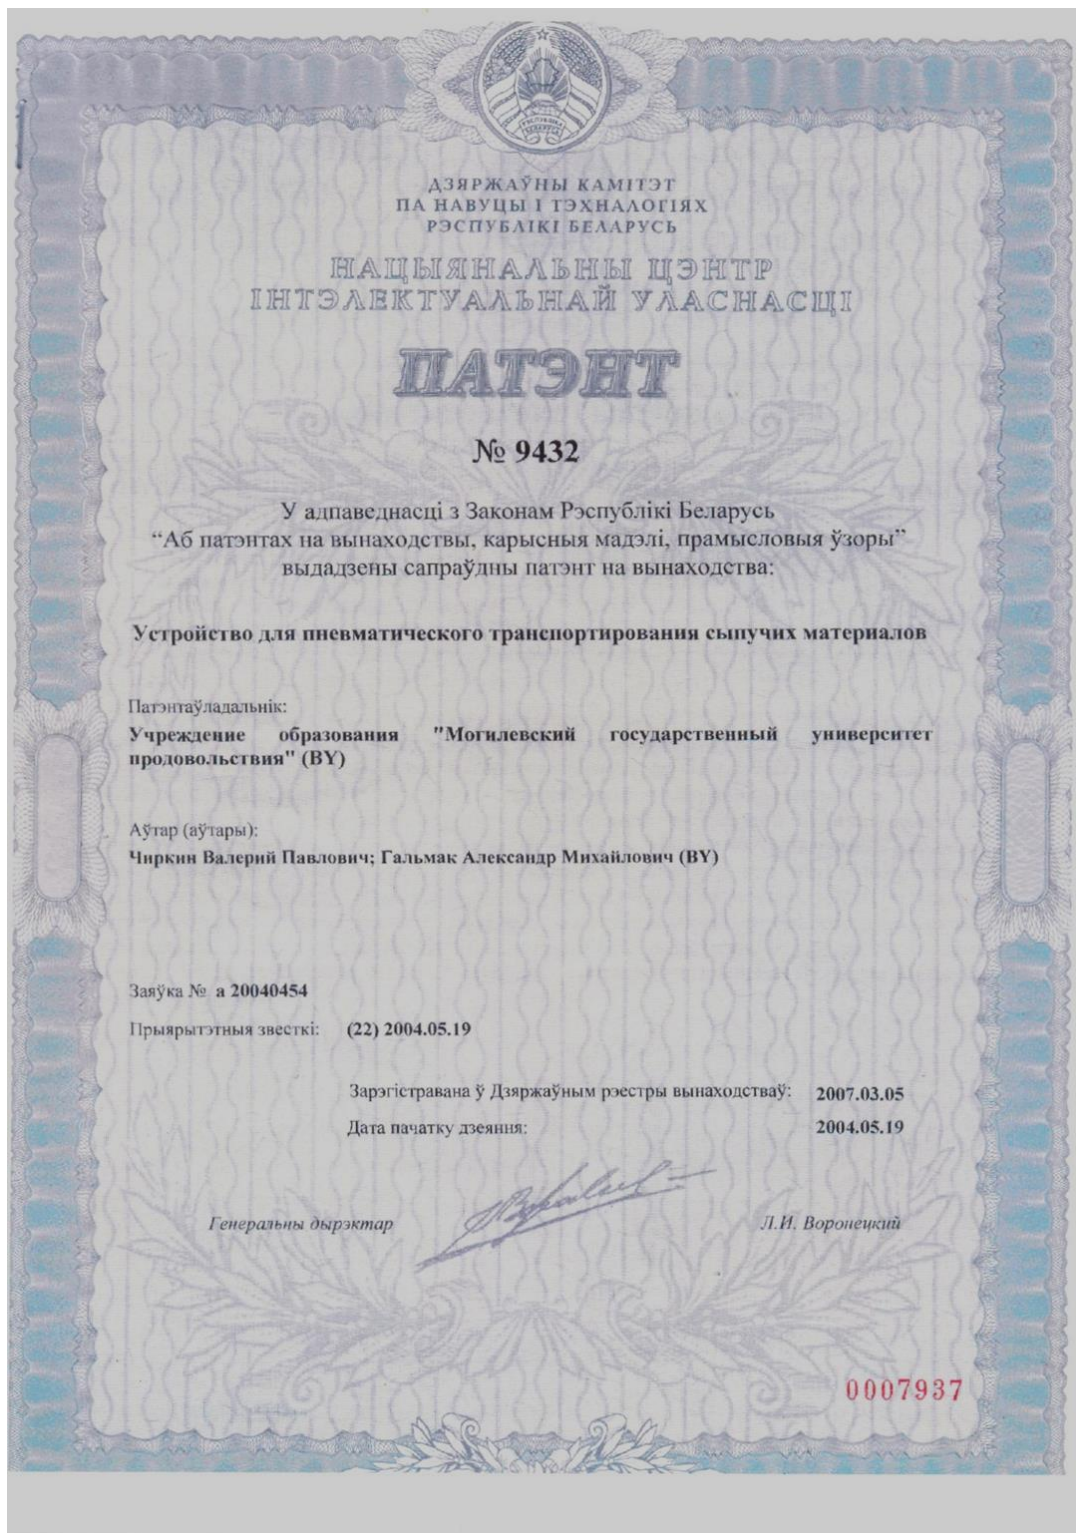 ДЗЯРЖАЎНЫ КАМІТЭТ
ПА НАВУЦЫ І ТЭХНАЛОГІЯХ
РЭСПУБЛІКІ БЕЛАРУСЬ
НАЦЫЯНАЛЬНЫ ЦЭНТР
ІНТЭЛЕКТУАЛЬНАЙ УЛАСНАСЦІ
ПАТЭНТ
№ 9432
У адпаведнасці з Законам Рэспублікі Беларусь
“Аб патэнтах на вынаходствы, карысныя мадэлі, прамысловыя ўзоры”
выдадзены сапраўдны патэнт на вынаходства:
Устройство для пневматического транспортирования сыпучих материалов
Патэнтаўладальнік:
Учреждение образования "Могилевский государственный университет
продовольствия" (BY)
Аўтар (аўтары):
Чиркин Валерий Павлович; Гальмак Александр Михайлович (BY)
Заяўка № а 20040454
Прыярытэтныя звесткі: (22) 2004.05.19
Зарэгістравана ў Дзяржаўным рэестры вынаходстваў: 2007.03.05
Дата пачатку дзеяння: 2004.05.19
Генеральны дырэктар Л.И. Воронецкий
0007937